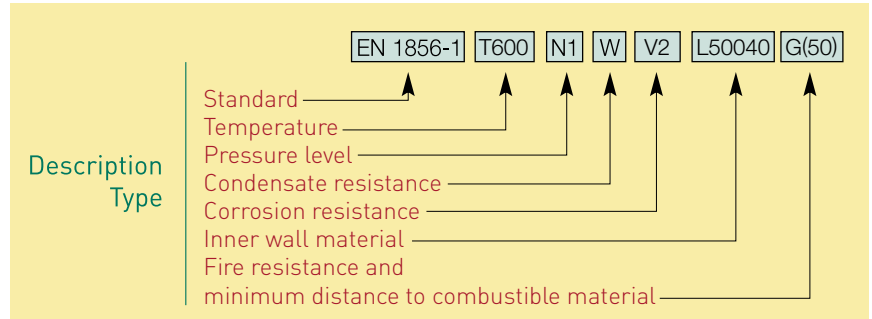 EN 1856-1 T600 N1 W V2 L50040 G(50)
Description
Type
Standard
Temperature
Pressure level
Condensate resistance
Corrosion resistance
Inner wall material
Fire resistance and
minimum distance to combustible material